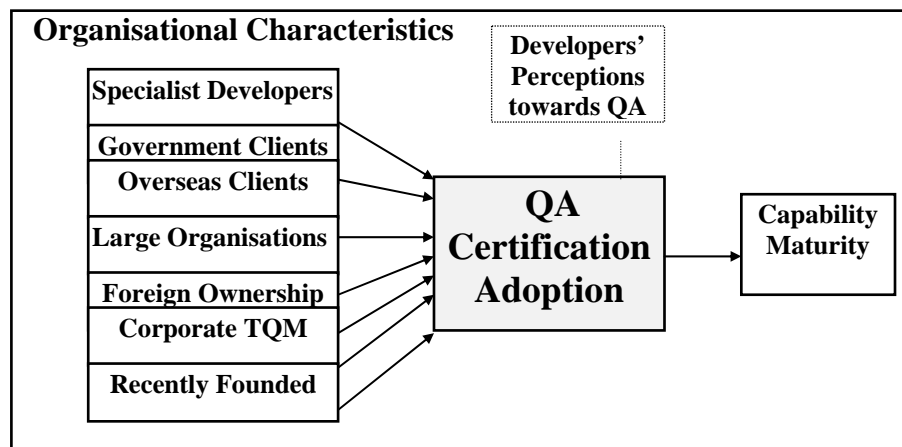 Organisational Characteristics
Developers’
Perceptions
towards QA
Specialist Developers
Government Clients
Overseas Clients
Large Organisations
Foreign Ownership
Corporate TQM
Recently Founded
QA
Certification
Adoption
Capability
Maturity